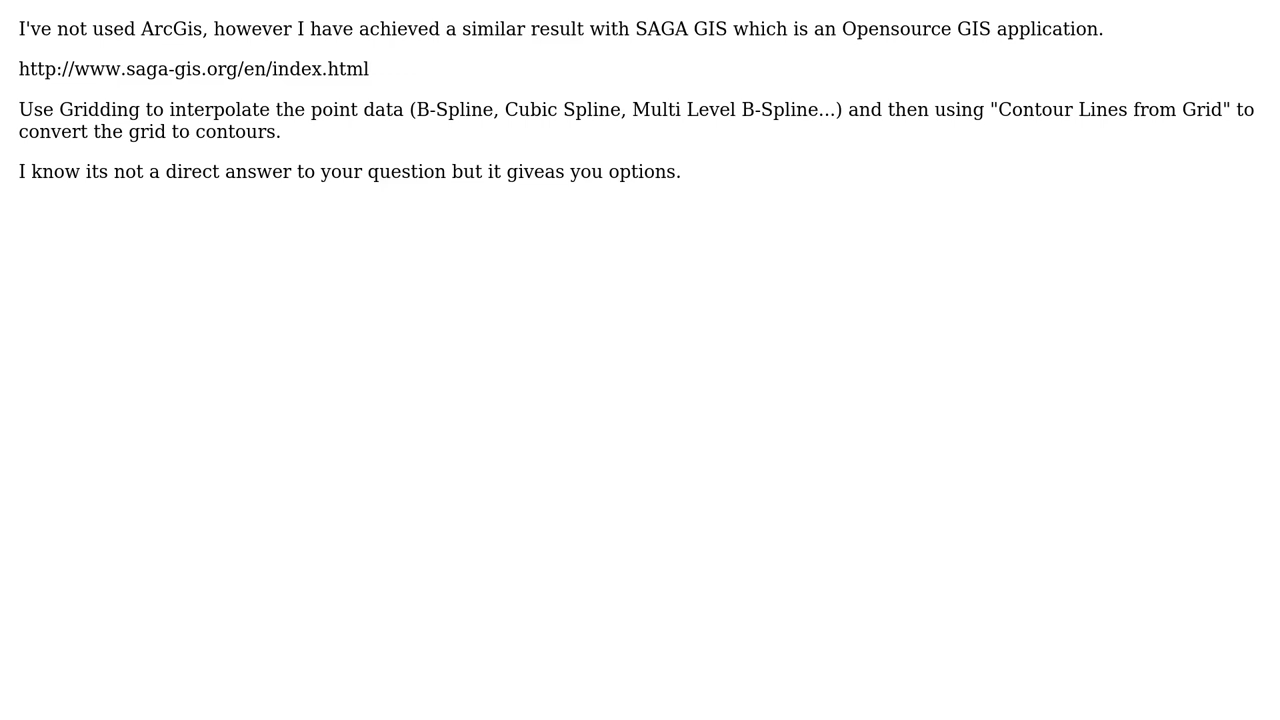 I've not used ArcGis, however I have achieved a similar result with SAGA GIS which is an Opensource GIS application.
http://www.saga-gis.org/en/index.html
Use Gridding to interpolate the point data (B-Spline, Cubic Spline, Multi Level B-Spline...) and then using "Contour Lines from Grid" to
convert the grid to contours.
I know its not a direct answer to your question but it giveas you options.